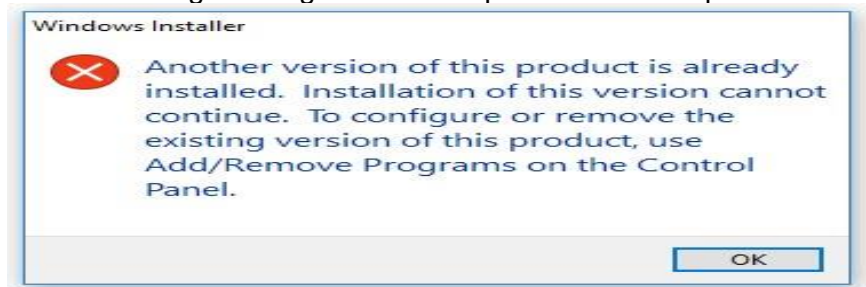 Windows Installer
Another version of this product is already
installed. Installation of this version cannot
continue. To configure or remove the
existing version of this product, use
Add/Remove Programs on the Control
Panel.
OK